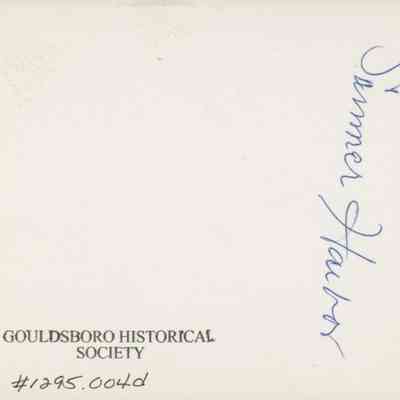 Summer Harbor
GOULDSBORO HISTORICAL
SOCIETY
#1295.004d